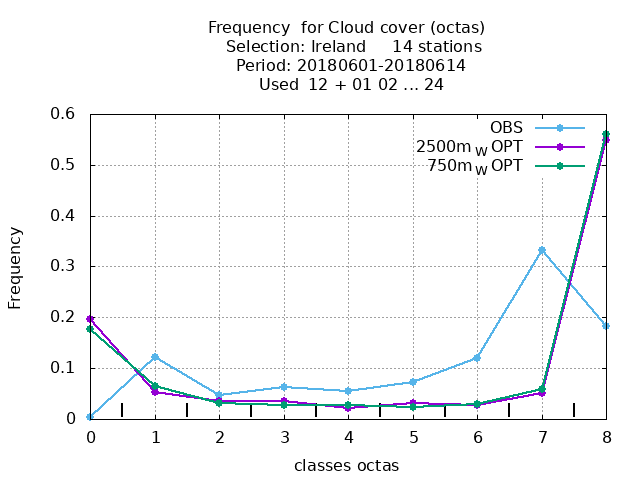 Frequency  for Cloud cover (octas)
Selection: Ireland     14 stations
Period: 20180601-20180614
Used  12 + 01 02 ... 24
OBS
2500m W OPT
750m W OPT
0.6
0.5
0.4
0.3
0.2
0.1
0
Frequency
0 1 2 3 4 5 6 7 8
classes octas